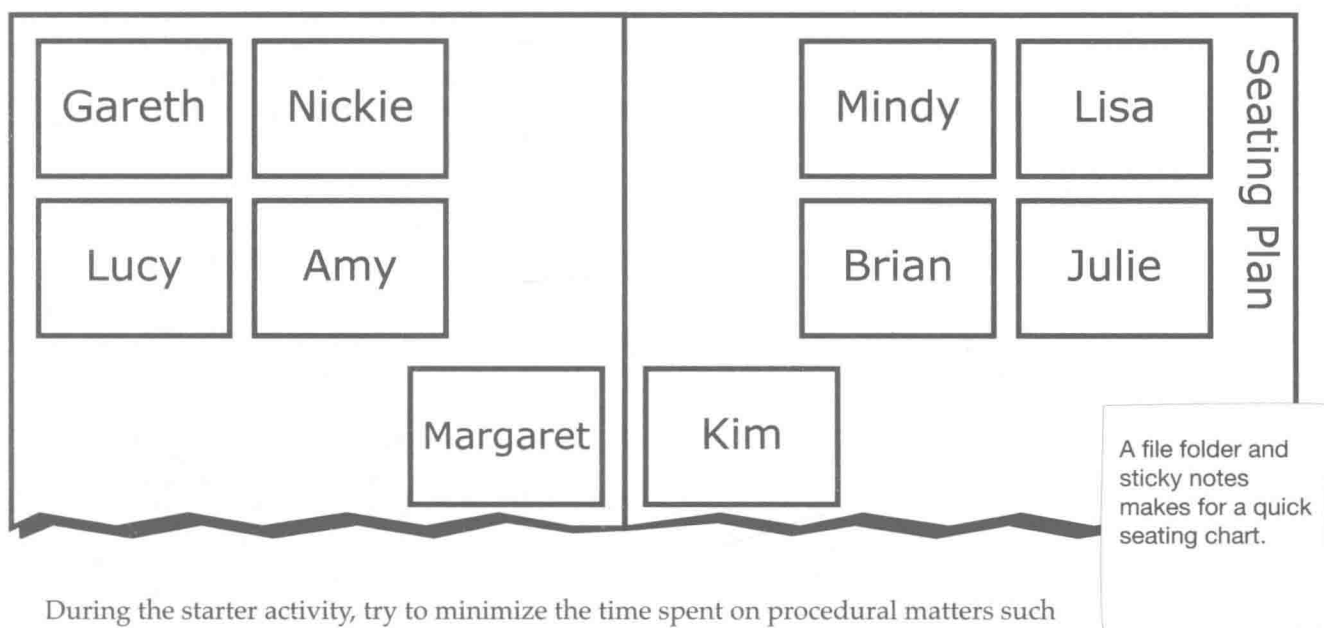 Gareth Nickie Mindy Lisa
Seating Plan
Lucy Amy Brian Julie
Margaret Kim
A file folder and
sticky notes
makes for a quick
seating chart.
During the starter activity, try to minimize the time spent on procedural matters such